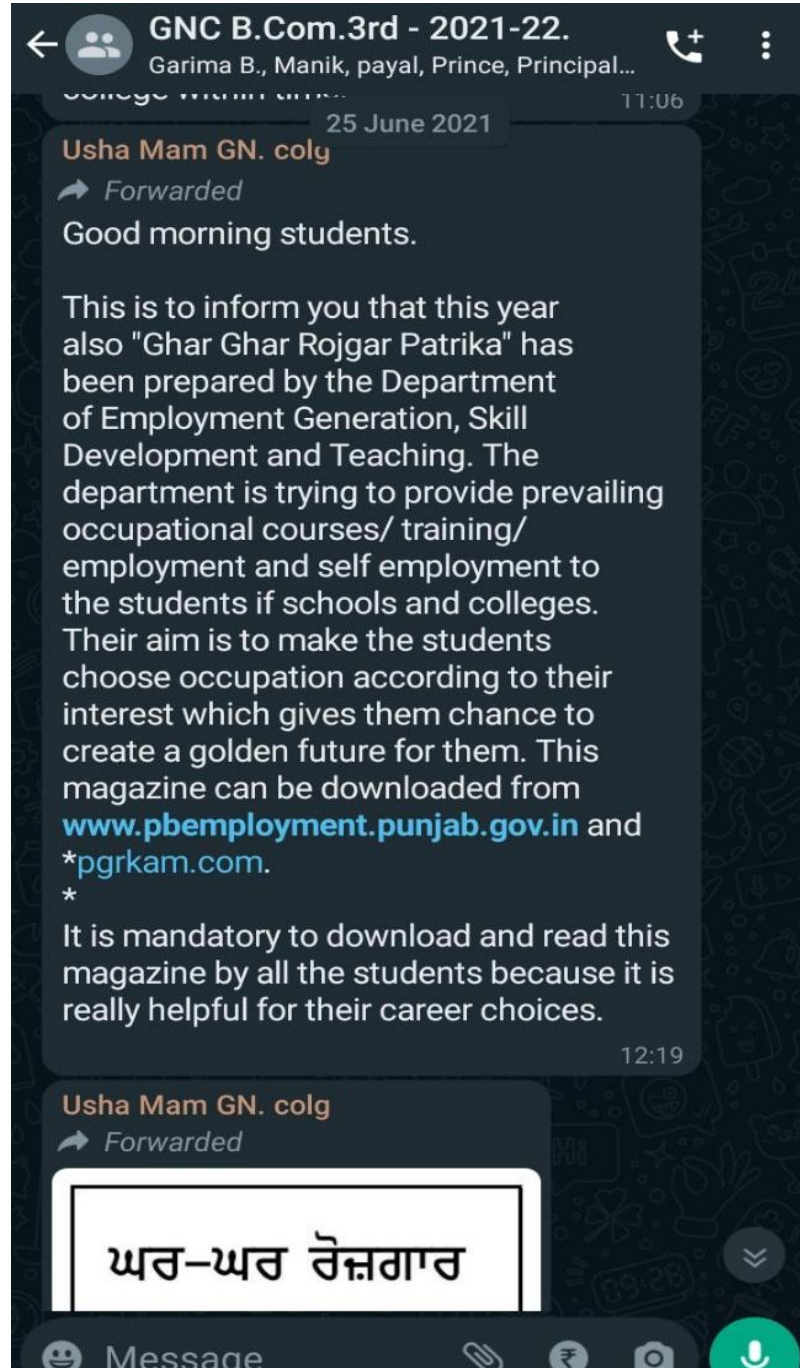 GNC B.Com.3rd - 2021-22.
Garima B., Manik, payal, Prince, Principal...
college within time.
11:06
25 June 2021
Usha Mam GN. colg
Forwarded
Good morning students.
This is to inform you that this year
also "Ghar Ghar Rojgar Patrika" has
been prepared by the Department
of Employment Generation, Skill
Development and Teaching. The
department is trying to provide prevailing
occupational courses/ training/
employment and self employment to
the students if schools and colleges.
Their aim is to make the students
choose occupation according to their
interest which gives them chance to
create a golden future for them. This
magazine can be downloaded from
www.pbemployment.punjab.gov.in and
*pgrkam.com.
*
It is mandatory to download and read this
magazine by all the students because it is
really helpful for their career choices.
12:19
Usha Mam GN. colg
Forwarded
ਘਰ-ਘਰ ਰੋਜ਼ਗਾਰ
Message